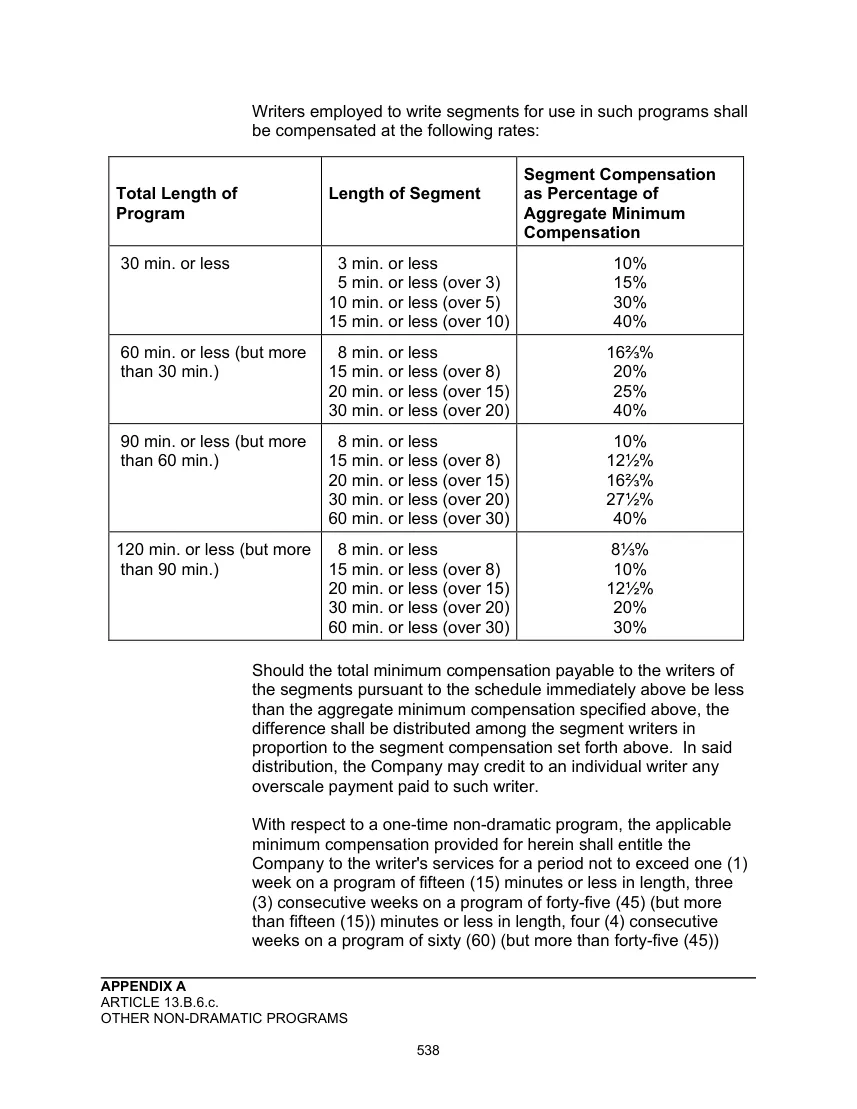 Writers employed to write segments for use in such programs shall
be compensated at the following rates:
Total Length of
Program
Length of Segment
Segment Compensation
as Percentage of
Aggregate Minimum
Compensation
30 min. or less
3 min. or less
10%
5 min. or less (over 3)
15%
10 min. or less (over 5)
30%
15 min. or less (over 10)
40%
60 min. or less (but more
than 30 min.)
8 min. or less
16⅔%
15 min. or less (over 8)
20%
20 min. or less (over 15)
25%
30 min. or less (over 20)
40%
90 min. or less (but more
than 60 min.)
8 min. or less
10%
15 min. or less (over 8)
12½%
20 min. or less (over 15)
16⅔%
30 min. or less (over 20)
27½%
60 min. or less (over 30)
40%
120 min. or less (but more
than 90 min.)
8 min. or less
8⅓%
15 min. or less (over 8)
10%
20 min. or less (over 15)
12½%
30 min. or less (over 20)
20%
60 min. or less (over 30)
30%
Should the total minimum compensation payable to the writers of
the segments pursuant to the schedule immediately above be less
than the aggregate minimum compensation specified above, the
difference shall be distributed among the segment writers in
proportion to the segment compensation set forth above.  In said
distribution, the Company may credit to an individual writer any
overscale payment paid to such writer.
With respect to a one-time non-dramatic program, the applicable
minimum compensation provided for herein shall entitle the
Company to the writer's services for a period not to exceed one (1)
week on a program of fifteen (15) minutes or less in length, three
(3) consecutive weeks on a program of forty-five (45) (but more
than fifteen (15)) minutes or less in length, four (4) consecutive
weeks on a program of sixty (60) (but more than forty-five (45))
APPENDIX A
ARTICLE 13.B.6.c.
OTHER NON-DRAMATIC PROGRAMS
538